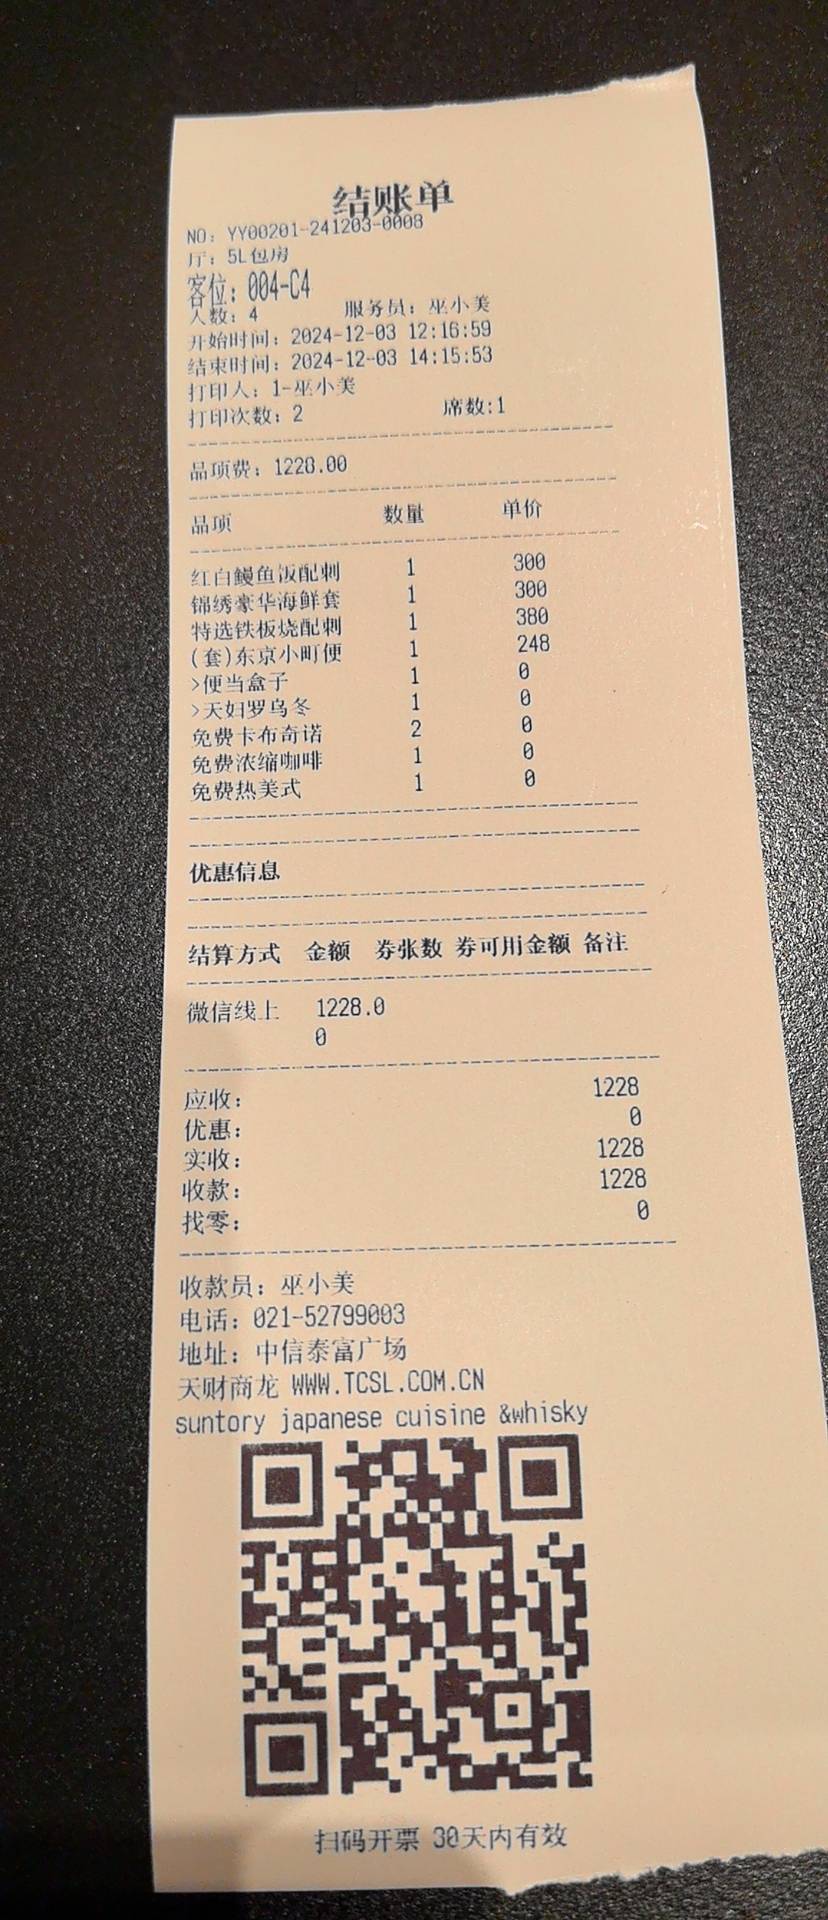 结账单
NO: YY00201-241203-0008
厅: 5L包房
客位: 004-C4
人数: 4 服务员: 巫小美
开始时间: 2024-12-03 12:16:59
结束时间: 2024-12-03 14:15:53
打印人: 1-巫小美
打印次数: 2 席数:1
品项费: 1228.00
品项 数量 单价
红白鳗鱼饭配刺 1 300
锦绣豪华海鲜套 1 300
特选铁板烧配刺 1 380
(套)东京小町便 1 248
>便当盒子 1 0
>天妇罗乌冬 1 0
免费卡布奇诺 2 0
免费浓缩咖啡 1 0
免费热美式 1 0
优惠信息
结算方式 金额 券张数 券可用金额 备注
微信线上 1228.0
0
应收: 1228
优惠: 0
实收: 1228
收款: 1228
找零: 0
收款员: 巫小美
电话: 021-52799003
地址: 中信泰富广场
天财商龙 WWW.TCSL.COM.CN
suntory japanese cuisine &whisky
扫码开票 30天内有效